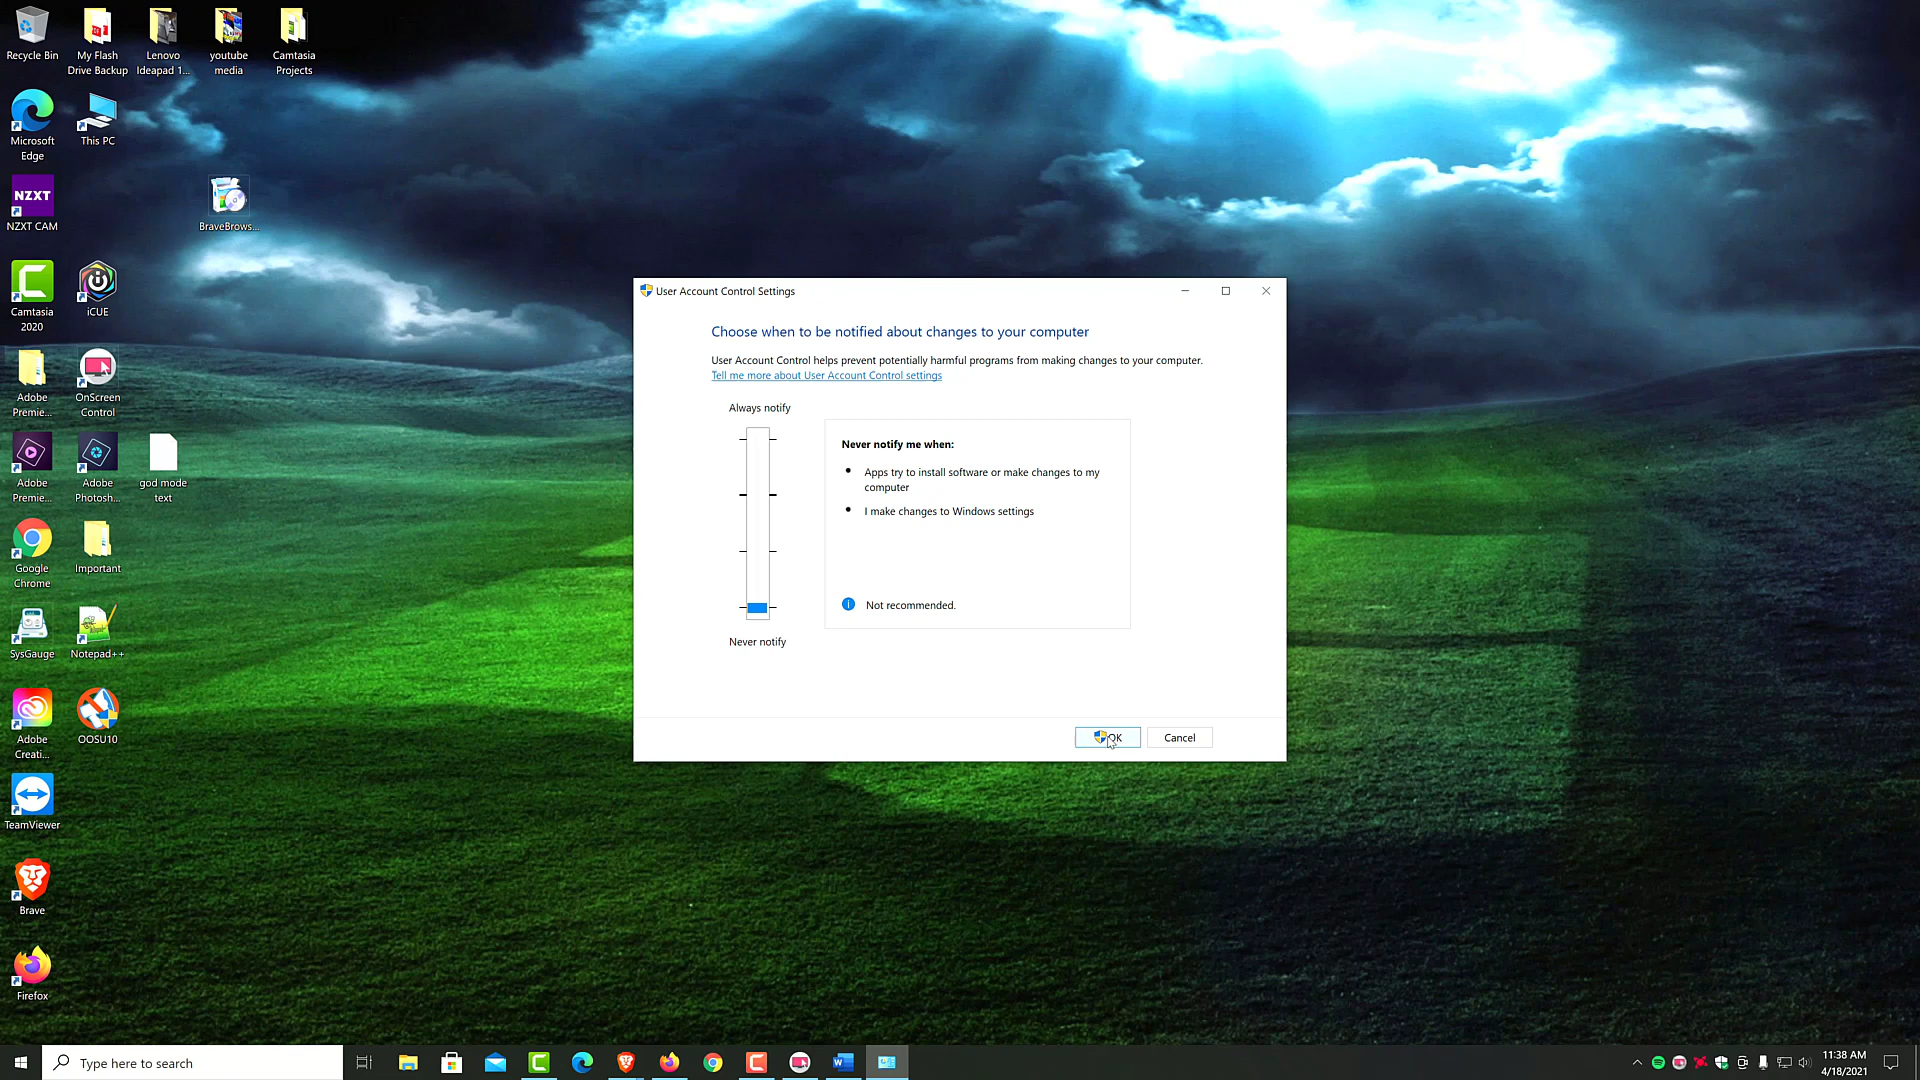 Recycle Bin
My Flash
Drive Backup
Lenovo
Ideapad 1...
youtube
media
Camtasia
Projects
Microsoft
Edge
This PC
NZXT
NZXT CAM
BraveBrows...
Camtasia
2020
iCUE
Adobe
Premie...
OnScreen
Control
Adobe
Premie...
Adobe
Photosh...
god mode
text
Google
Chrome
Important
SysGauge
Notepad++
Adobe
Creati...
OOSU10
TeamViewer
Brave
Firefox
User Account Control Settings
Choose when to be notified about changes to your computer
User Account Control helps prevent potentially harmful programs from making changes to your computer.
Tell me more about User Account Control settings
Always notify
Never notify me when:
Apps try to install software or make changes to my
computer
I make changes to Windows settings
Not recommended.
Never notify
OK
Cancel
Type here to search
11:38 AM
4/18/2021